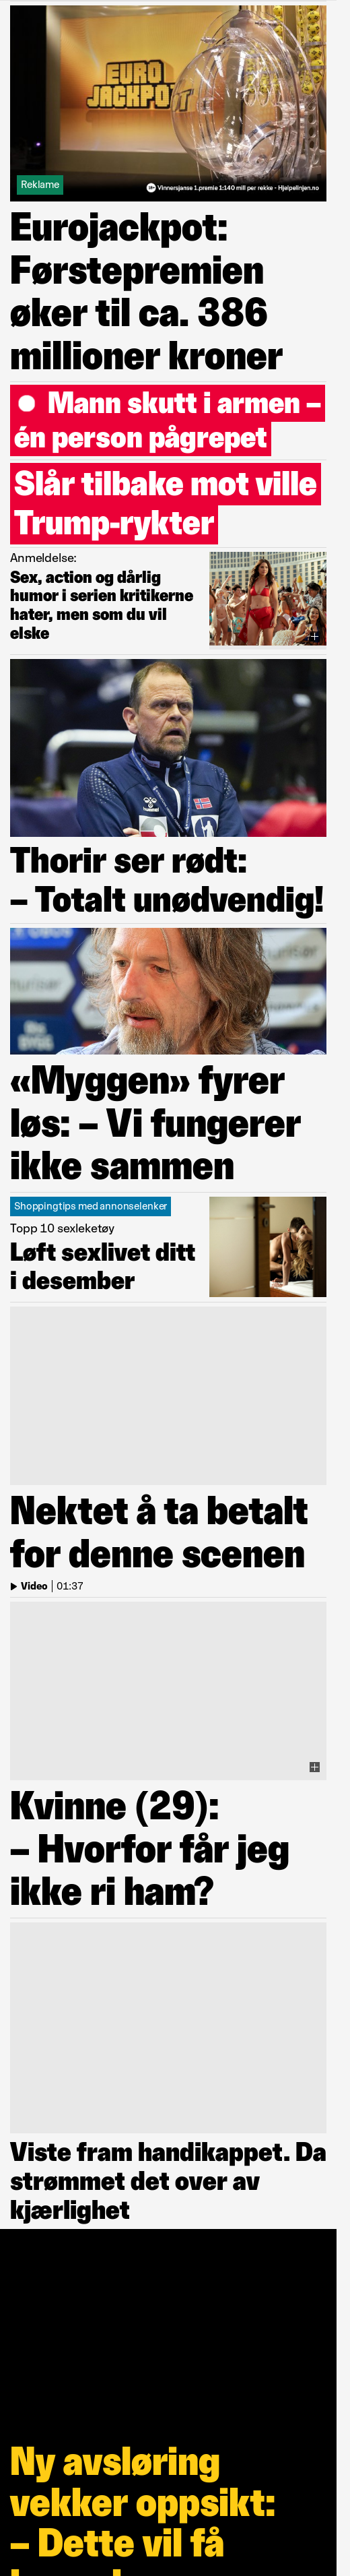 EURO
JACKPOT
Reklame
18+ Vinnersjanse 1.premie 1:140 mill per rekke - Hjelpelinjen.no
Eurojackpot:
Førstepremien
øker til ca. 386
millioner kroner
Mann skutt i armen –
én person pågrepet
Slår tilbake mot ville
Trump-rykter
Anmeldelse:
Sex, action og dårlig
humor i serien kritikerne
hater, men som du vil
elske
Thorir ser rødt:
– Totalt unødvendig!
«Myggen» fyrer
løs: – Vi fungerer
ikke sammen
Shoppingtips med annonselenker
Topp 10 sexleketøy
Løft sexlivet ditt
i desember
Nektet å ta betalt
for denne scenen
Video | 01:37
Kvinne (29):
– Hvorfor får jeg
ikke ri ham?
Viste fram handikappet. Da
strømmet det over av
kjærlighet
Ny avsløring
vekker oppsikt:
– Dette vil få